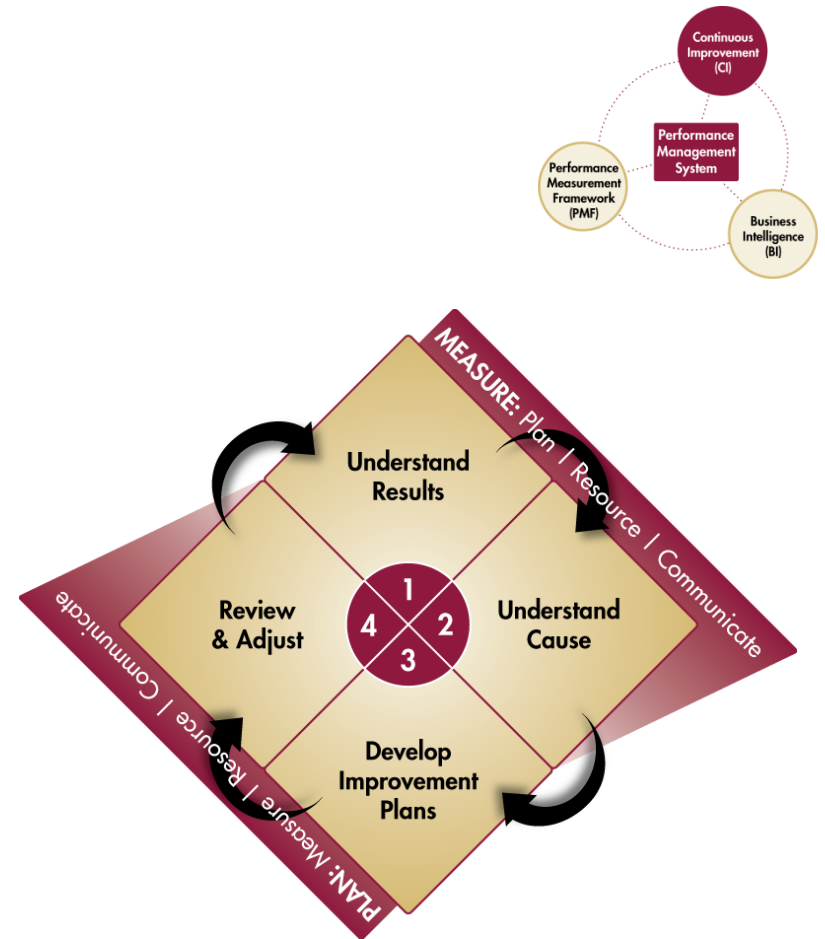 Continuous
Improvement
(CI)
Performance
Management
System
Performance
Measurement
Framework
(PMF)
Business
Intelligence
(BI)
MEASURE: Plan | Resource | Communicate
Understand
Results
1
Review
& Adjust
4
2
Understand
Cause
3
Develop
Improvement
Plans
PLAN: Measure | Resource | Communicate